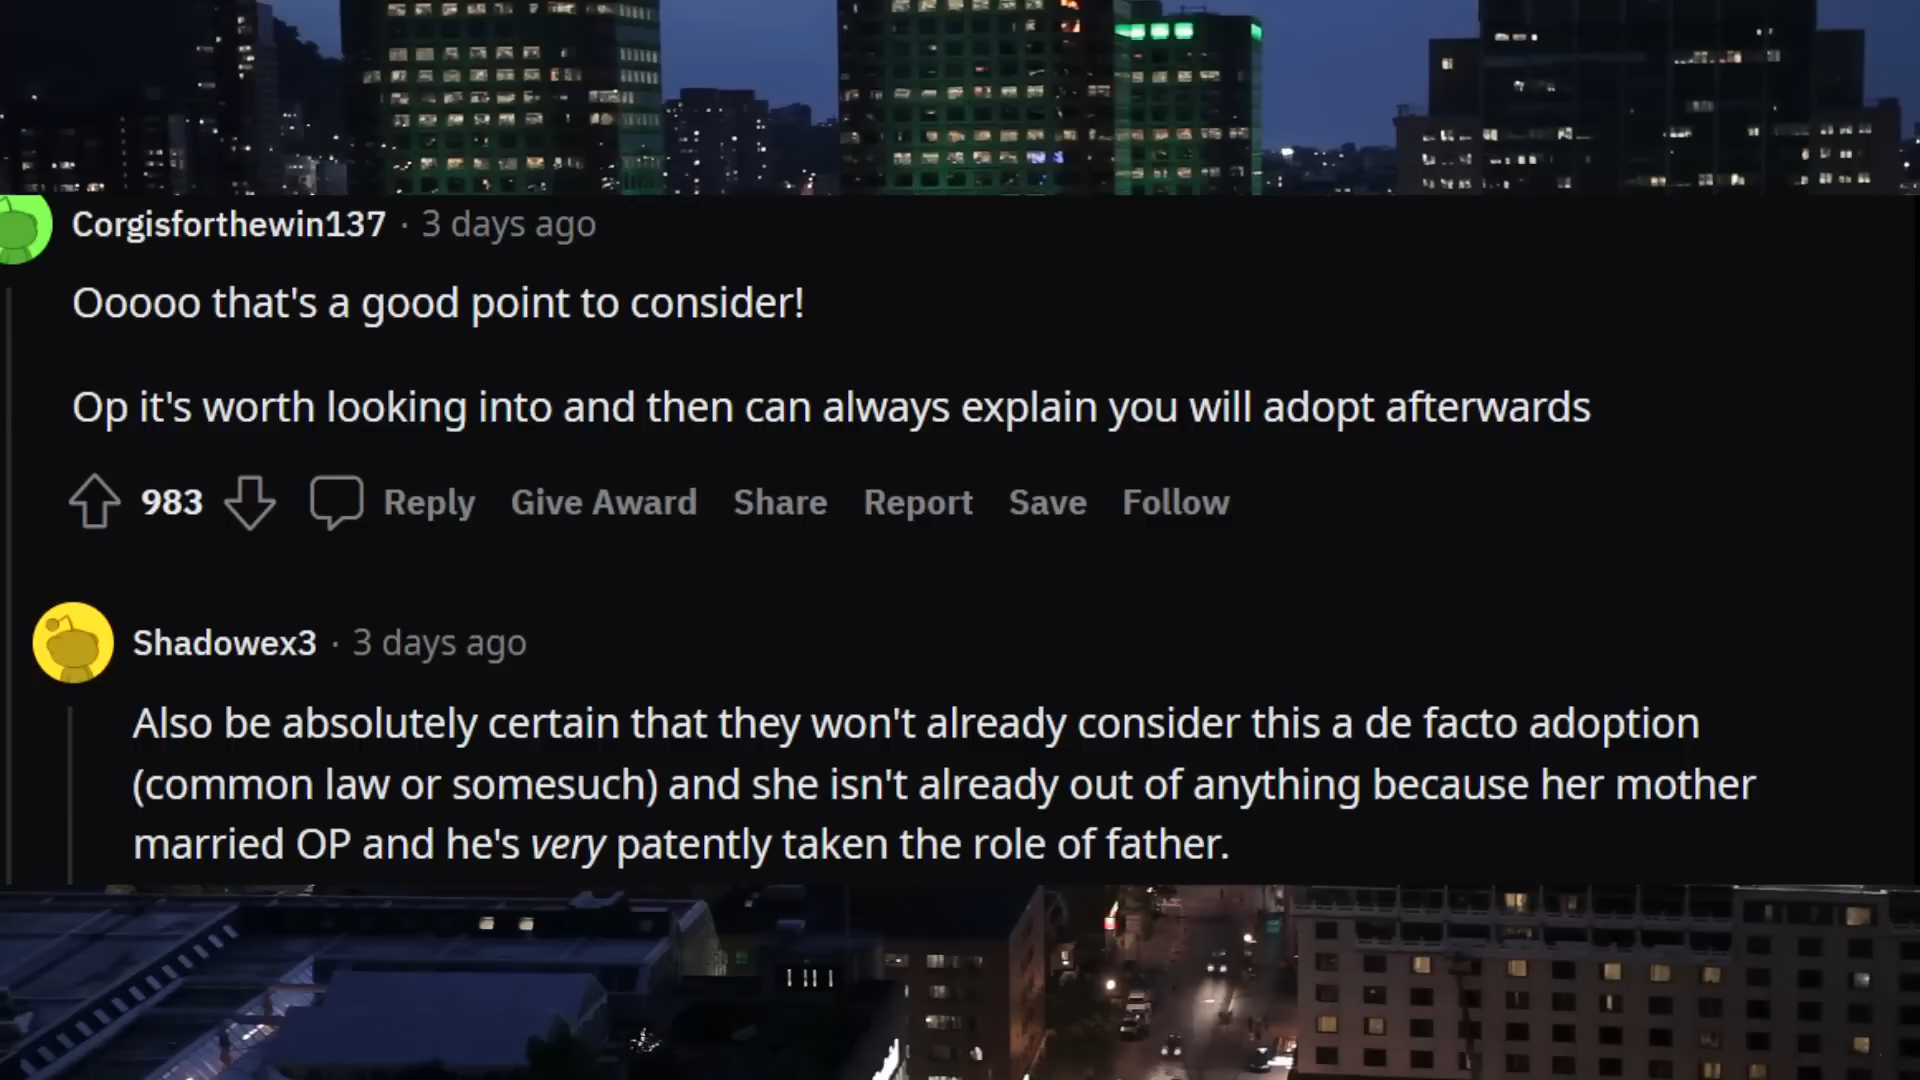 Corgisforthewin137 · 3 days ago
Ooooo that's a good point to consider!
Op it's worth looking into and then can always explain you will adopt afterwards
983 Reply Give Award Share Report Save Follow
Shadowex3 · 3 days ago
Also be absolutely certain that they won't already consider this a de facto adoption
(common law or somesuch) and she isn't already out of anything because her mother
married OP and he's very patently taken the role of father.